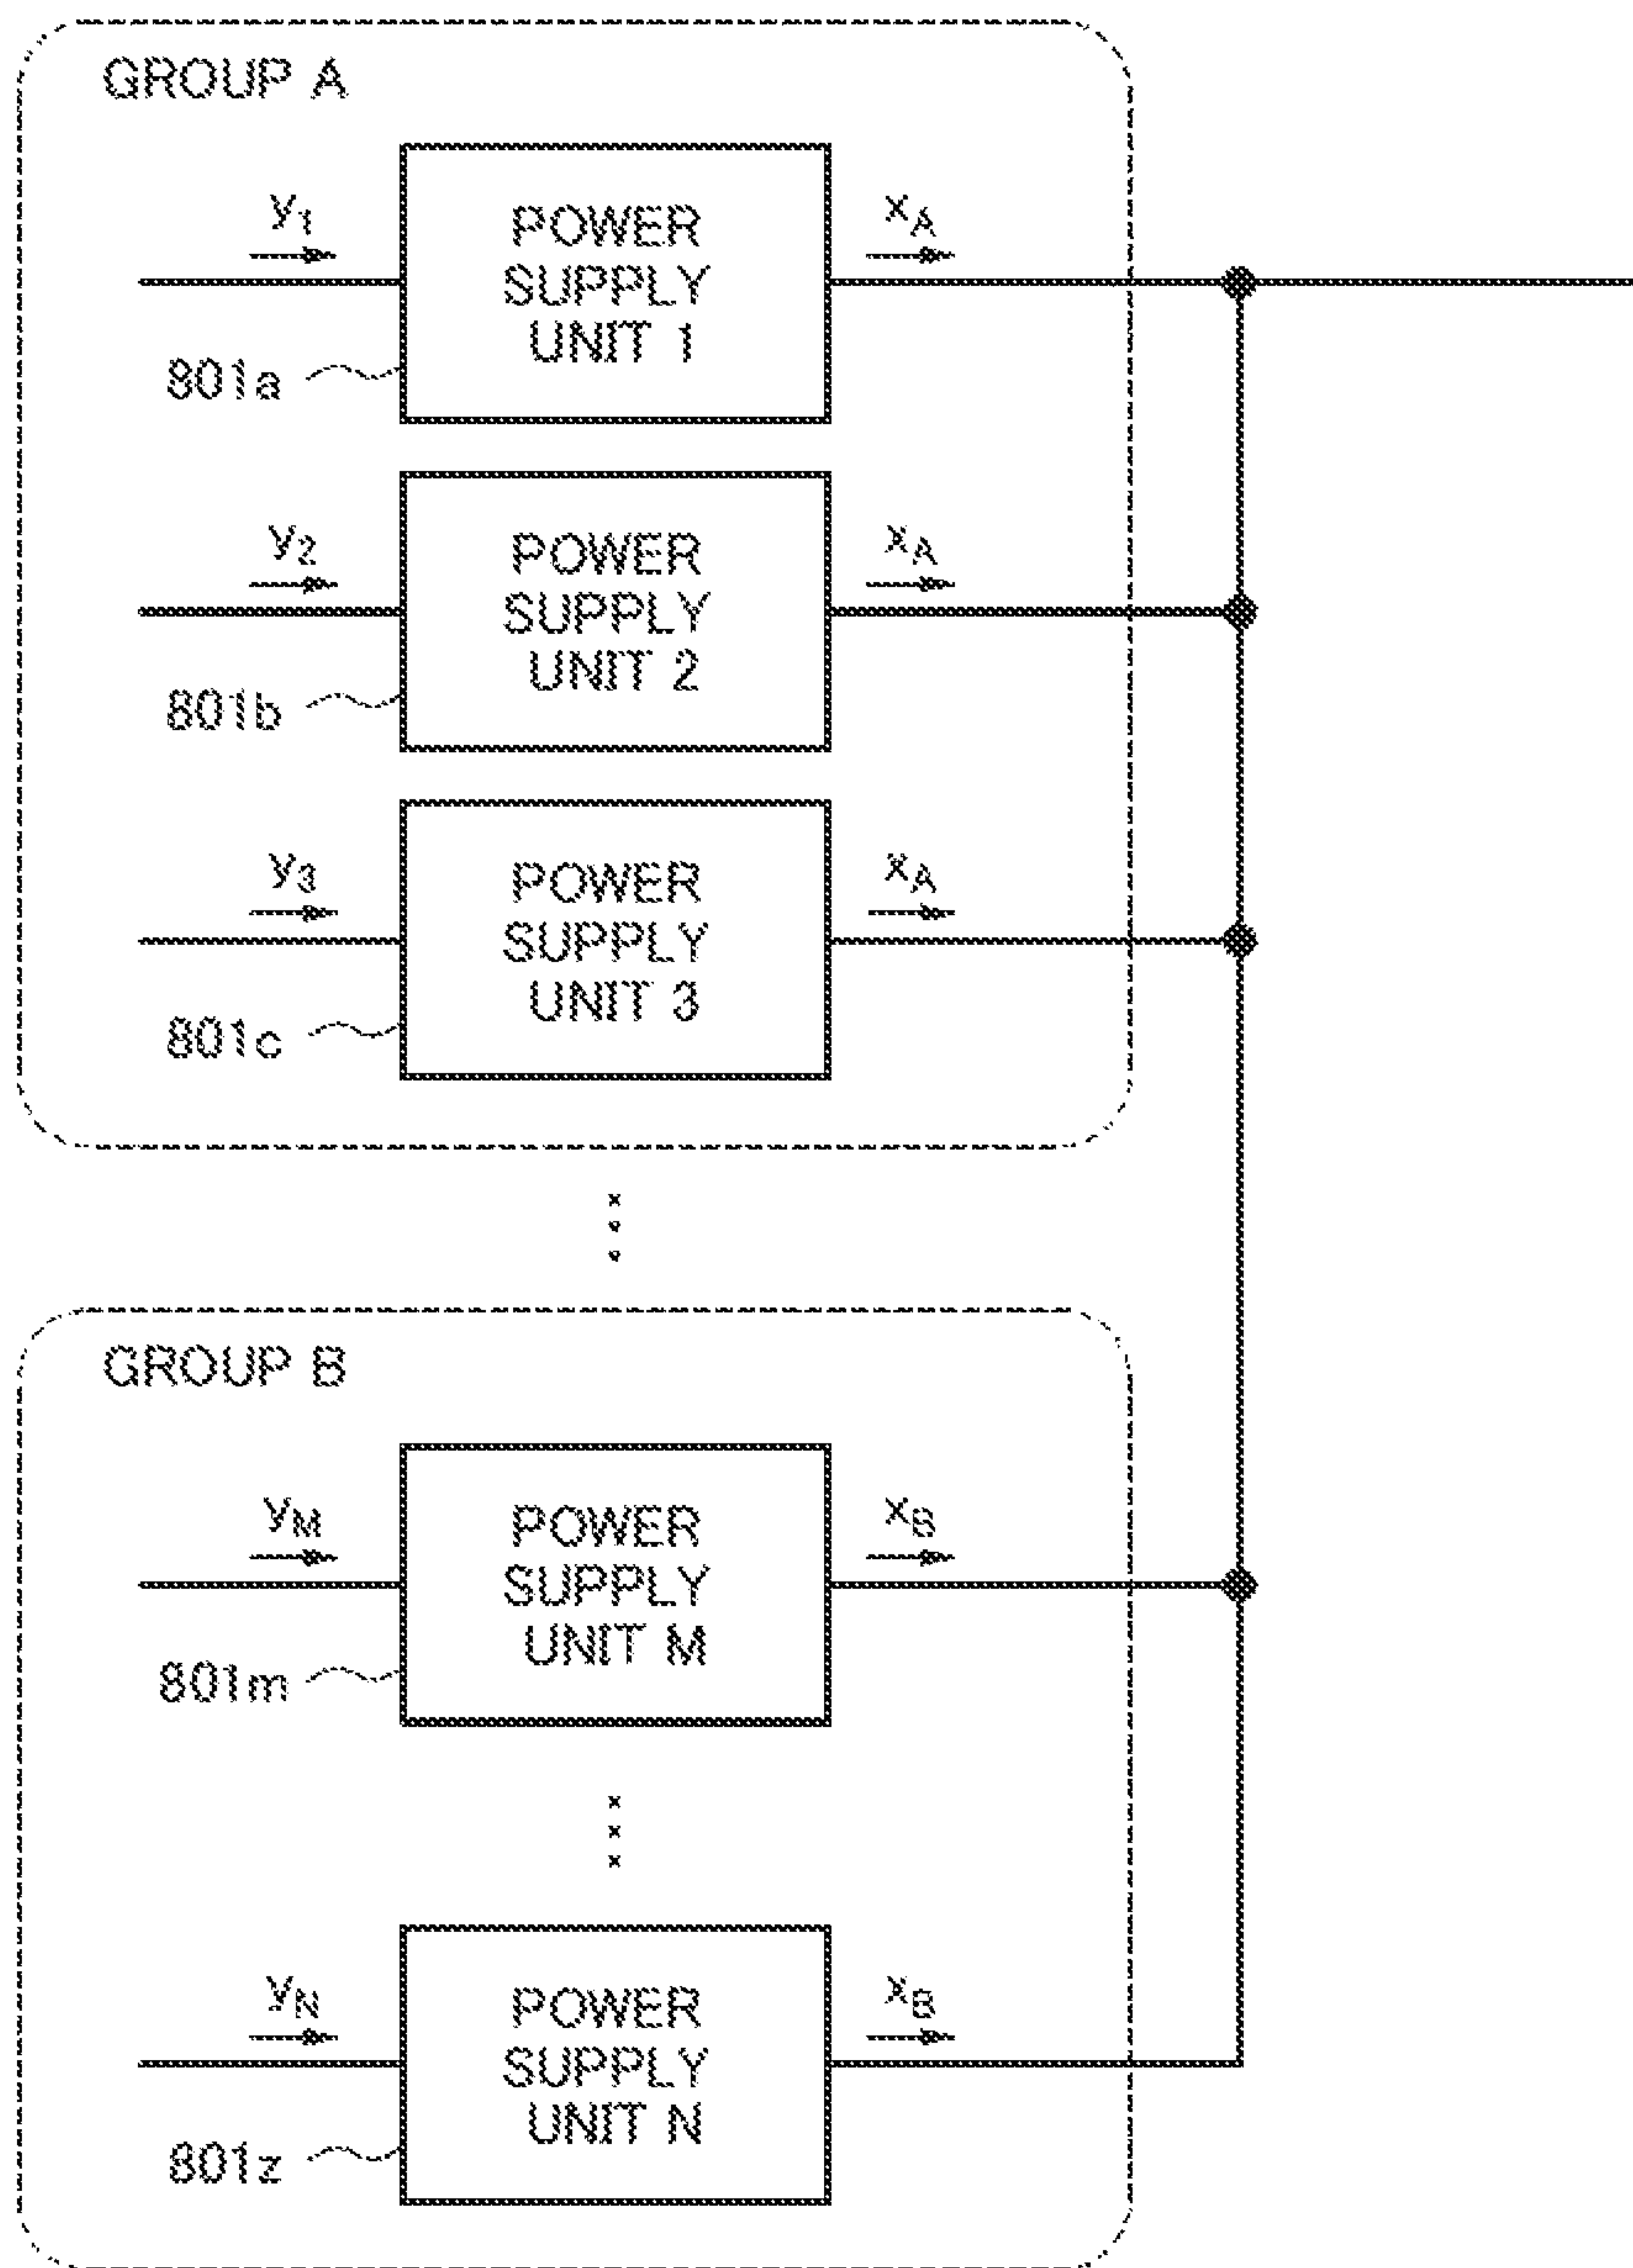 GROUP A
y1
xA
POWER
SUPPLY
UNIT 1
801a
y2
xA
POWER
SUPPLY
UNIT 2
801b
y3
xA
POWER
SUPPLY
UNIT 3
801c
GROUP B
yM
xB
POWER
SUPPLY
UNIT M
801m
yN
xB
POWER
SUPPLY
UNIT N
801z